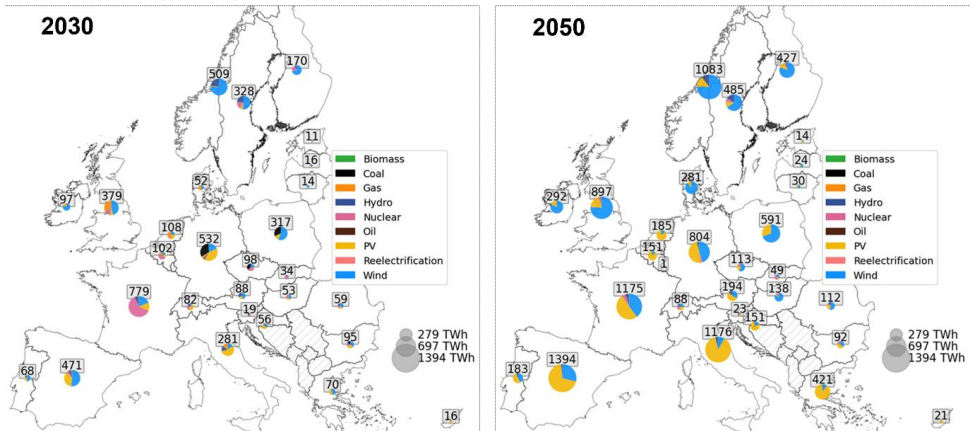 2030
170
509
328
11
16
14
52
97
379
108
102
532
317
98
34
53
88
82
19
56
59
779
281
95
68
471
70
16
Biomass
Coal
Gas
Hydro
Nuclear
Oil
PV
Reelectrification
Wind
279 TWh
697 TWh
1394 TWh
2050
427
1083
485
14
24
30
281
292
897
185
151
1
804
591
113
49
138
194
88
23
151
112
1175
1176
92
183
1394
421
21
Biomass
Coal
Gas
Hydro
Nuclear
Oil
PV
Reelectrification
Wind
279 TWh
697 TWh
1394 TWh